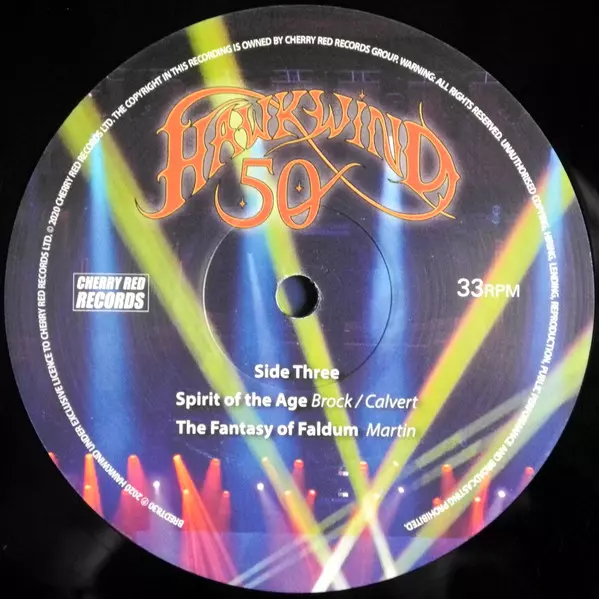 HAWKWIND
50
CHERRY RED
RECORDS
33RPM
Side Three
Spirit of the Age Brock / Calvert
The Fantasy of Faldum Martin
BREDT830 ℗ 2020 HAWKWIND UNDER EXCLUSIVE LICENCE TO CHERRY RED RECORDS LTD. © 2020 CHERRY RED RECORDS LTD. THE COPYRIGHT IN THIS RECORDING IS OWNED BY CHERRY RED RECORDS GROUP. WARNING: ALL RIGHTS RESERVED. UNAUTHORISED COPYING, HIRING, LENDING, REPRODUCTION, PUBLIC PERFORMANCE AND BROADCASTING PROHIBITED.